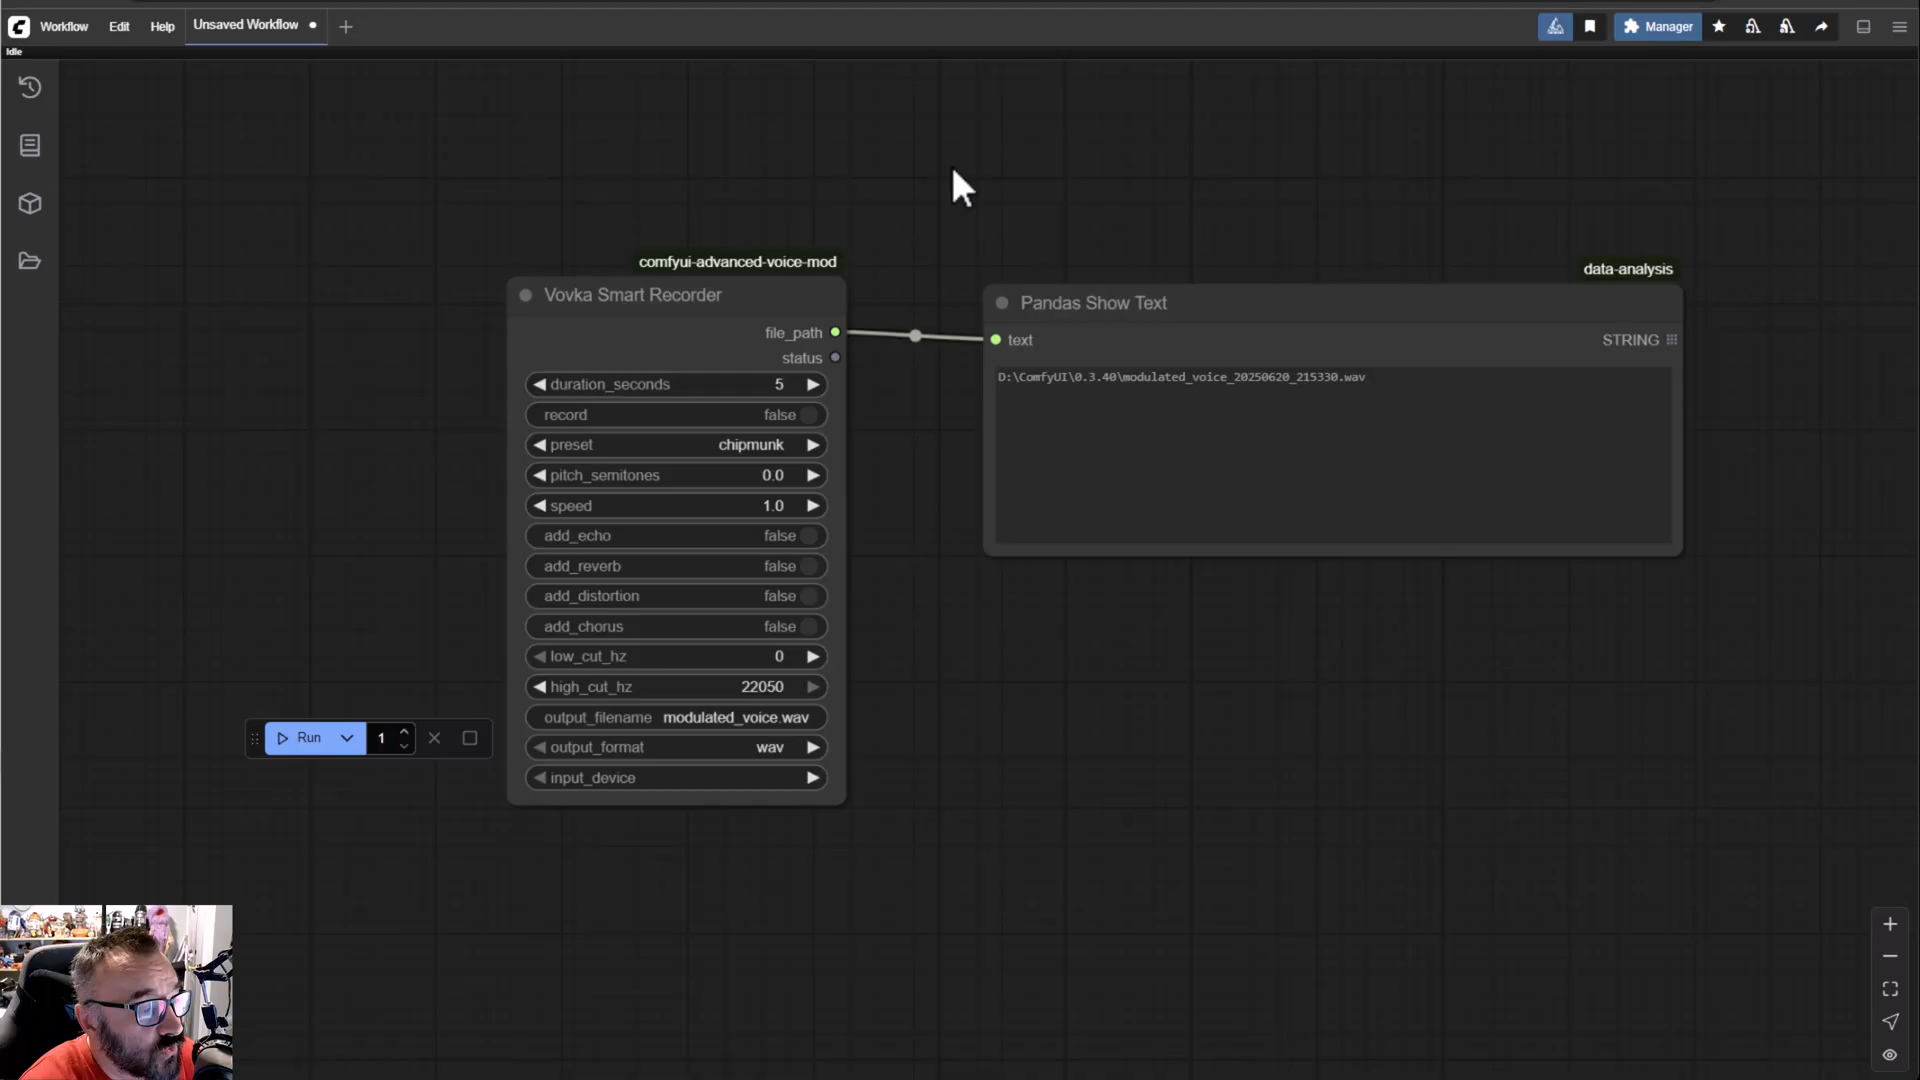 Workflow Edit Help Unsaved Workflow Manager
Idle
comfyui-advanced-voice-mod
Vovka Smart Recorder
file_path
status
duration_seconds 5
record false
preset chipmunk
pitch_semitones 0.0
speed 1.0
add_echo false
add_reverb false
add_distortion false
add_chorus false
low_cut_hz 0
high_cut_hz 22050
output_filename modulated_voice.wav
output_format wav
input_device
data-analysis
Pandas Show Text
text STRING
D:\ComfyUI\0.3.40\modulated_voice_20250620_215330.wav
Run 1